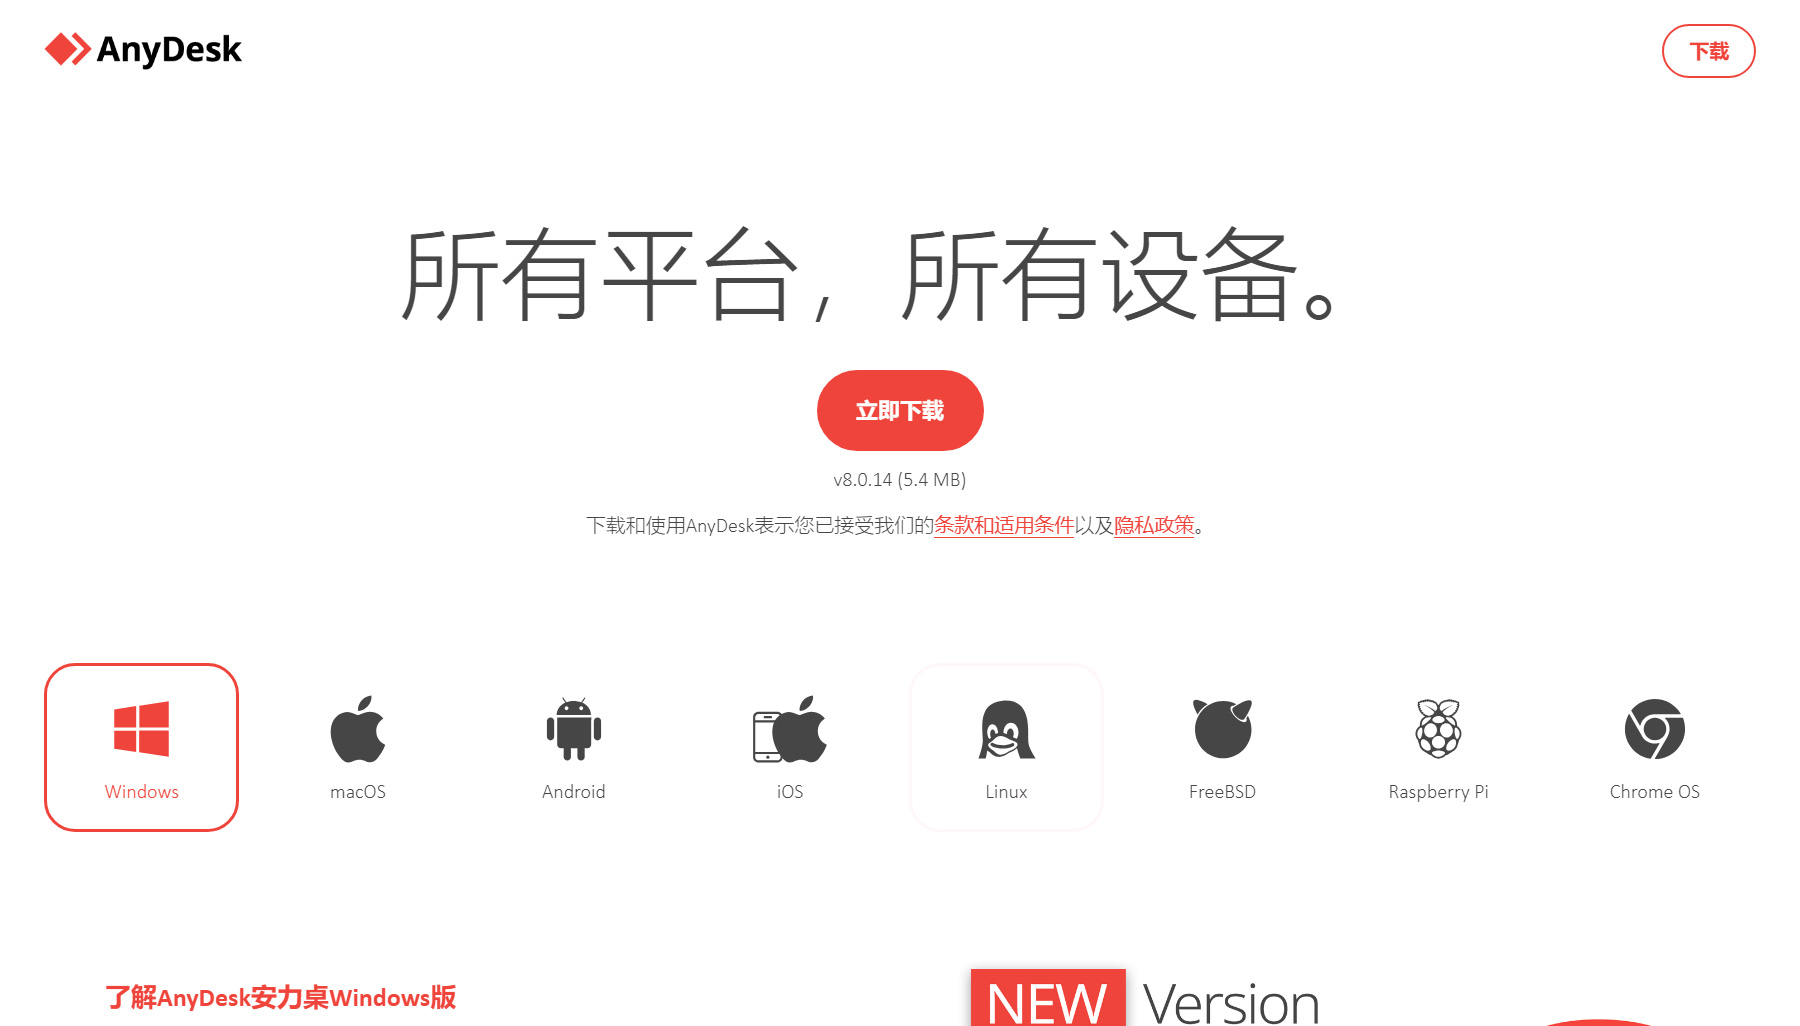 AnyDesk
下载
所有平台，所有设备。
立即下载
v8.0.14 (5.4 MB)
下载和使用AnyDesk表示您已接受我们的条款和适用条件以及隐私政策。
Windows
macOS
Android
iOS
Linux
FreeBSD
Raspberry Pi
Chrome OS
了解AnyDesk安力桌Windows版
NEW Version